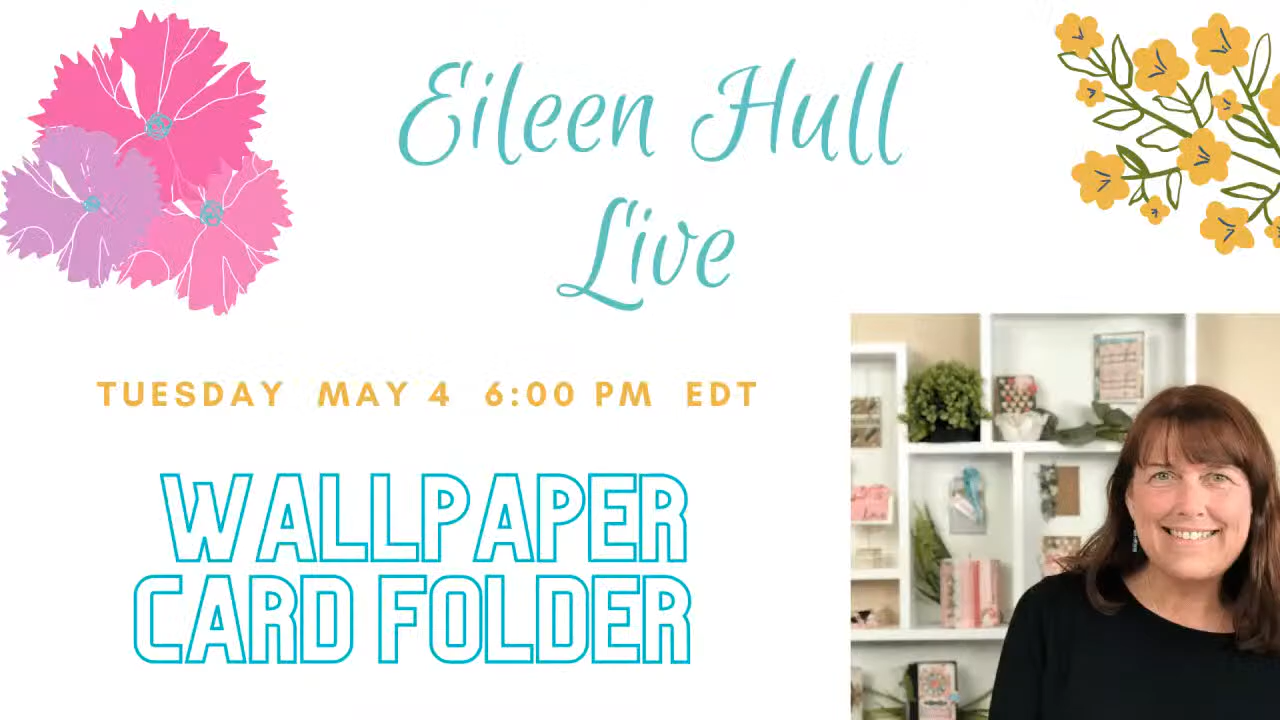 Eileen Hull
Live
TUESDAY MAY 4 6:00 PM EDT
WALLPAPER
CARD FOLDER